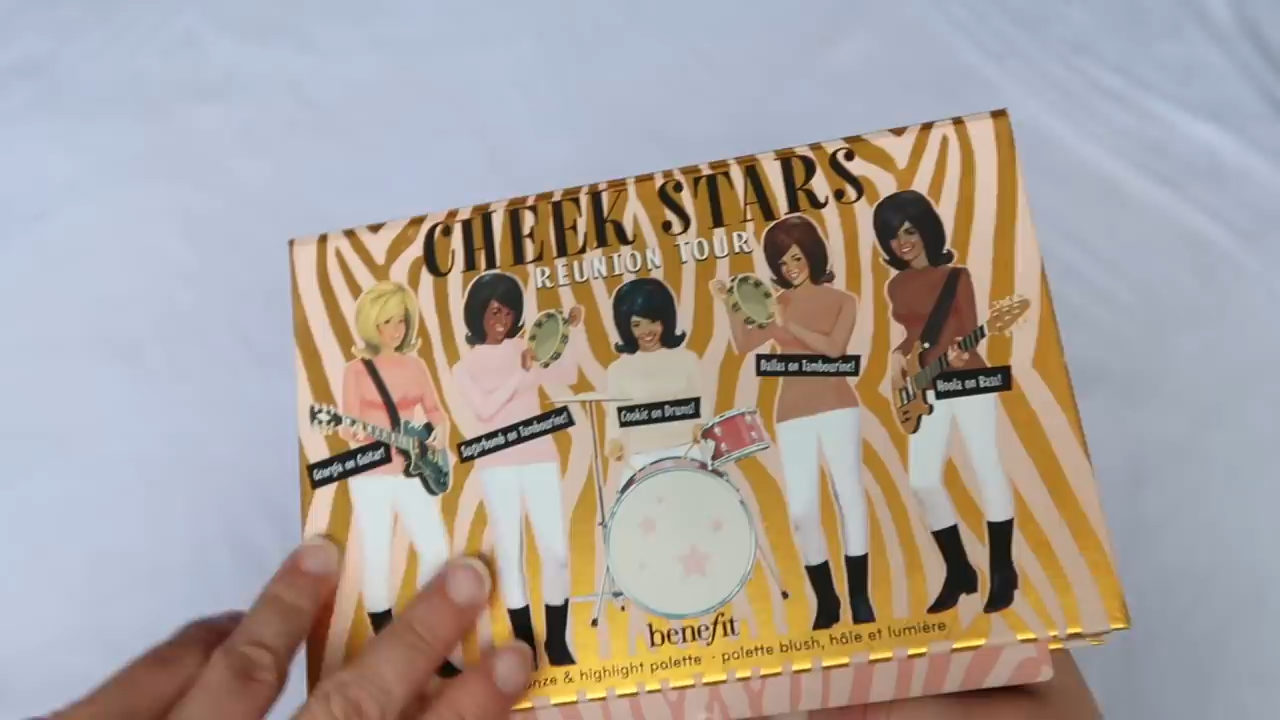 CHEEK STARS
REUNION TOUR
Georgia on Guitar!
Sugarbomb on Tambourine!
Cookie on Drums!
Dallas on Tambourine!
Hoola on Bass!
benefit
& highlight palette · palette blush, hâle et lumière